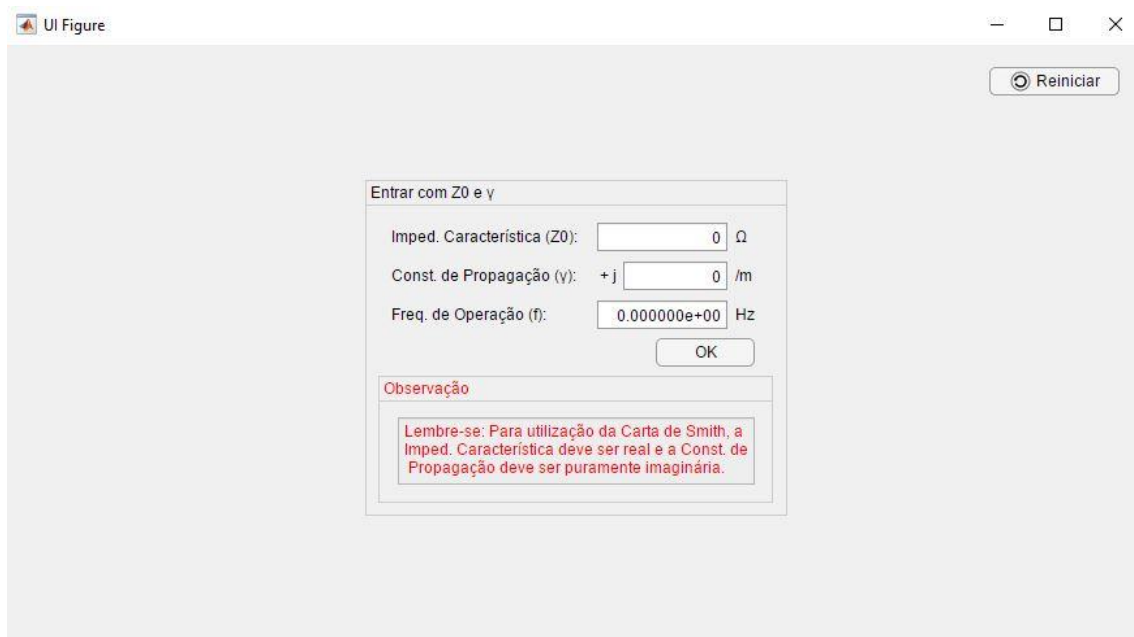 UI Figure
Reiniciar
Entrar com Z0 e γ
Imped. Característica (Z0): 0 Ω
Const. de Propagação (γ): + j 0 /m
Freq. de Operação (f): 0.000000e+00 Hz
OK
Observação
Lembre-se: Para utilização da Carta de Smith, a
Imped. Característica deve ser real e a Const. de
Propagação deve ser puramente imaginária.